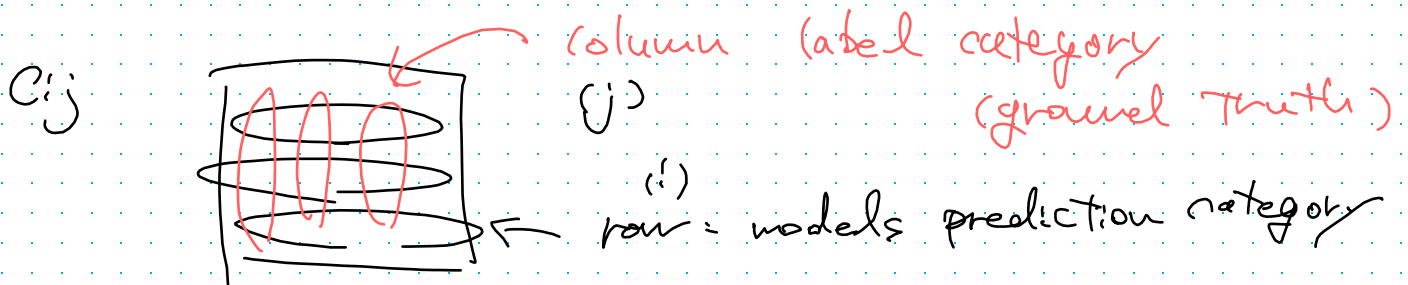 column label category
Cij (j) (ground Truth)
(i)
row = models prediction category